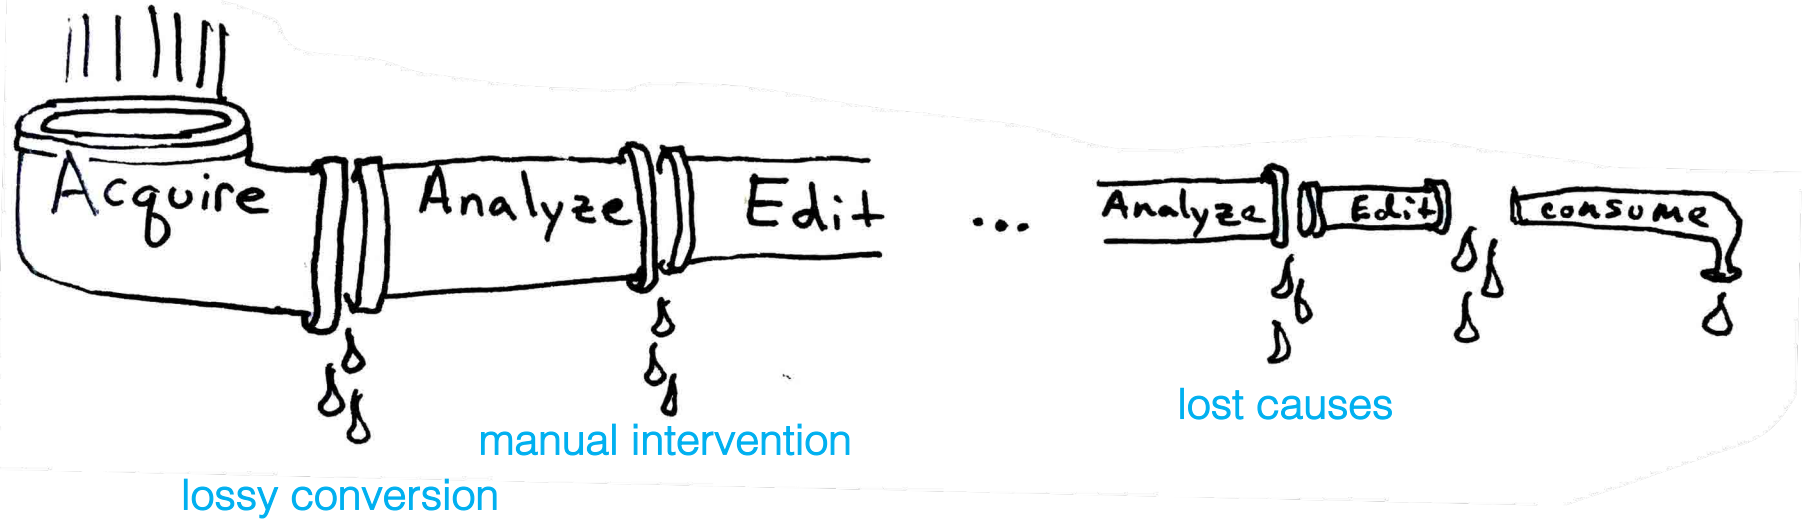 Acquire
Analyze
Edit
...
Analyze
Edit
consume
lost causes
manual intervention
lossy conversion